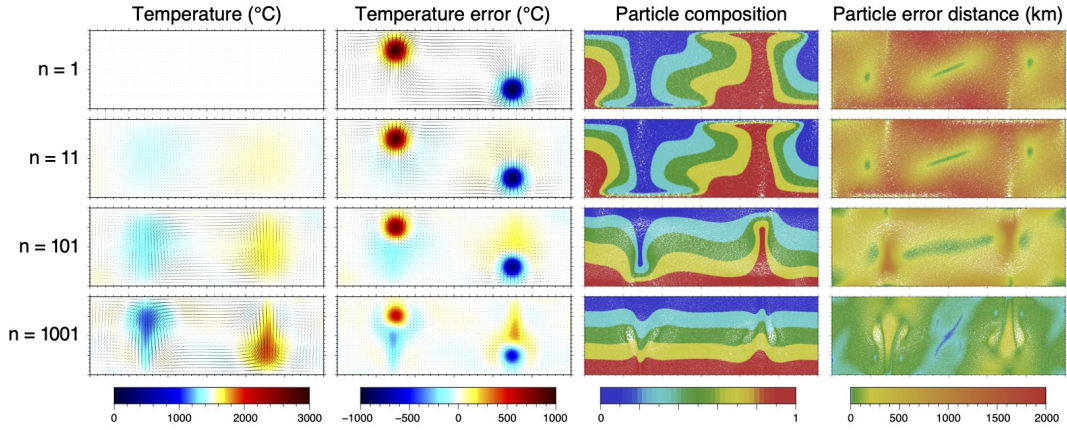 Temperature (°C) Temperature error (°C) Particle composition Particle error distance (km)
n = 1
n = 11
n = 101
n = 1001
0 1000 2000 3000 −1000 −500 0 500 1000 0 1 0 500 1000 1500 2000